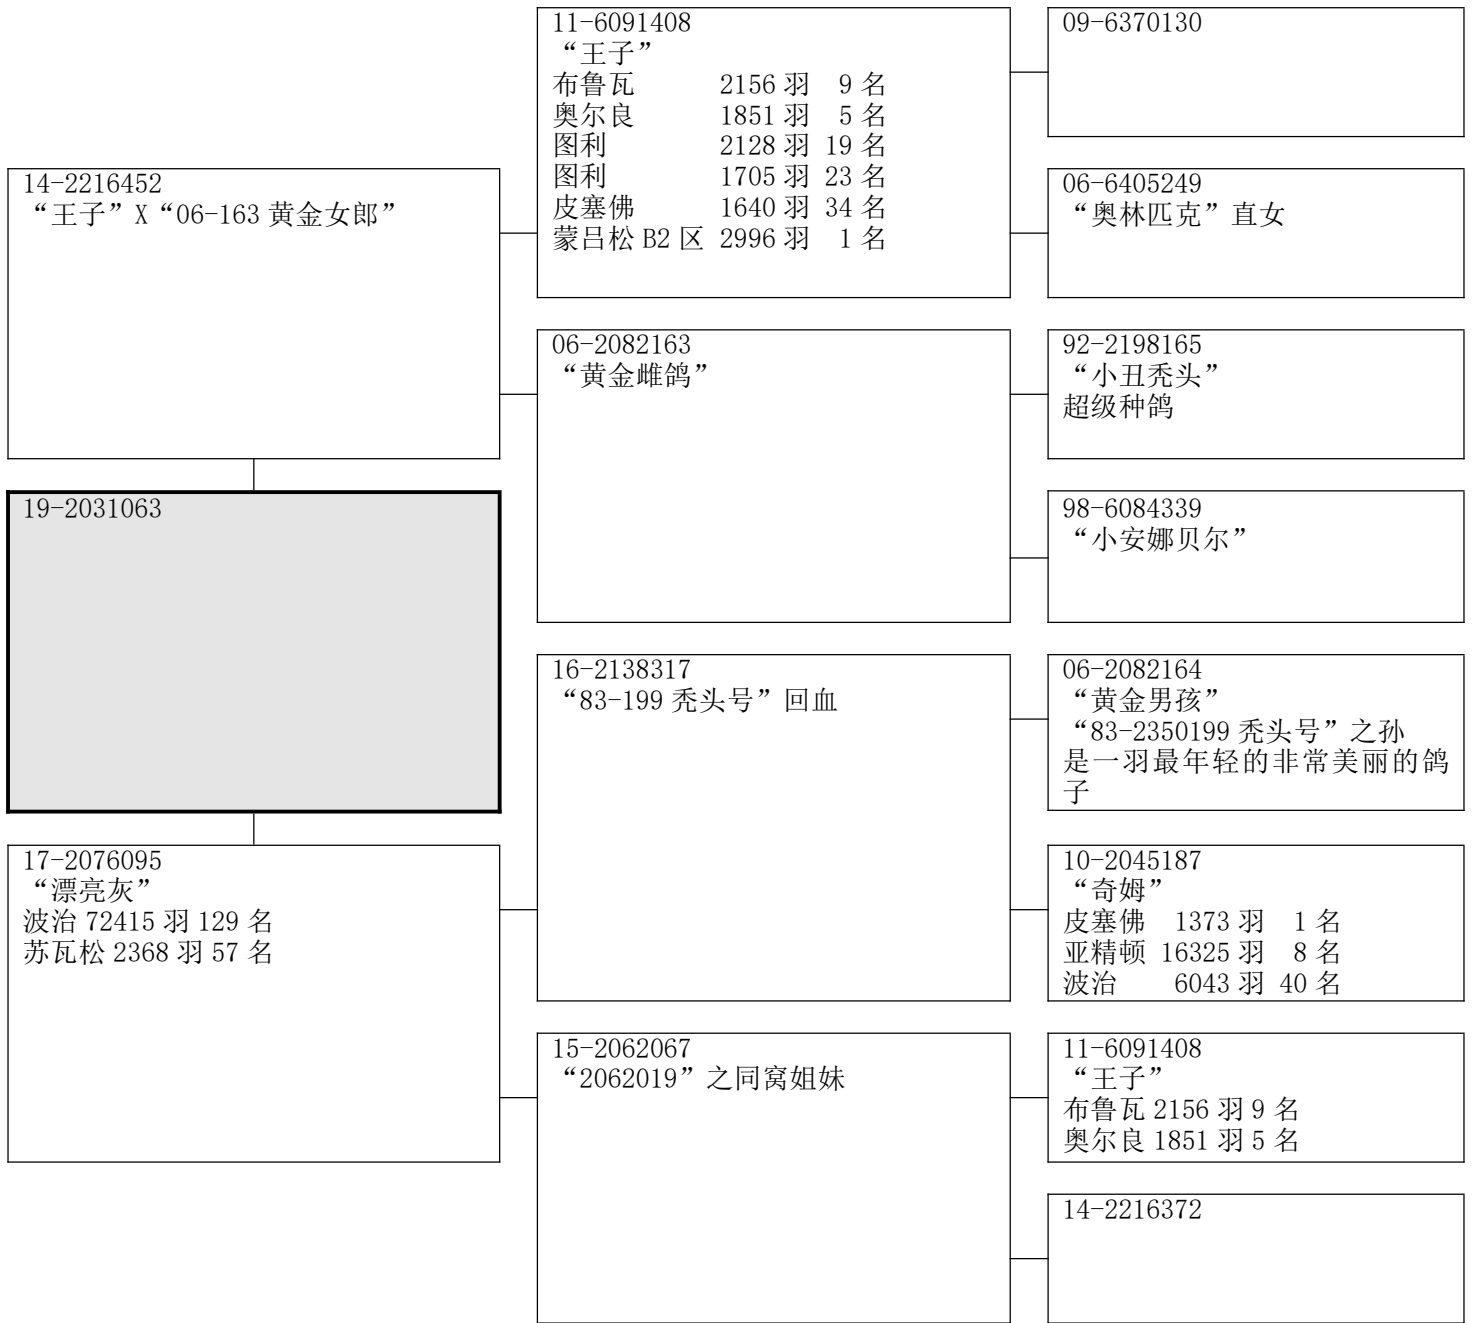 14-2216452
“王子”X“06-163 黄金女郎”
19-2031063
17-2076095
“漂亮灰”
波治 72415 羽 129 名
苏瓦松 2368 羽 57 名
11-6091408
“王子”
布鲁瓦 2156 羽 9 名
奥尔良 1851 羽 5 名
图利 2128 羽 19 名
图利 1705 羽 23 名
皮塞佛 1640 羽 34 名
蒙吕松 B2 区 2996 羽 1 名
06-2082163
“黄金雌鸽”
16-2138317
“83-199 秃头号”回血
15-2062067
“2062019”之同窝姐妹
09-6370130
06-6405249
“奥林匹克”直女
92-2198165
“小丑秃头”
超级种鸽
98-6084339
“小安娜贝尔”
06-2082164
“黄金男孩”
“83-2350199 秃头号”之孙
是一羽最年轻的非常美丽的鸽
子
10-2045187
“奇姆”
皮塞佛 1373 羽 1 名
亚精顿 16325 羽 8 名
波治 6043 羽 40 名
11-6091408
“王子”
布鲁瓦 2156 羽 9 名
奥尔良 1851 羽 5 名
14-2216372